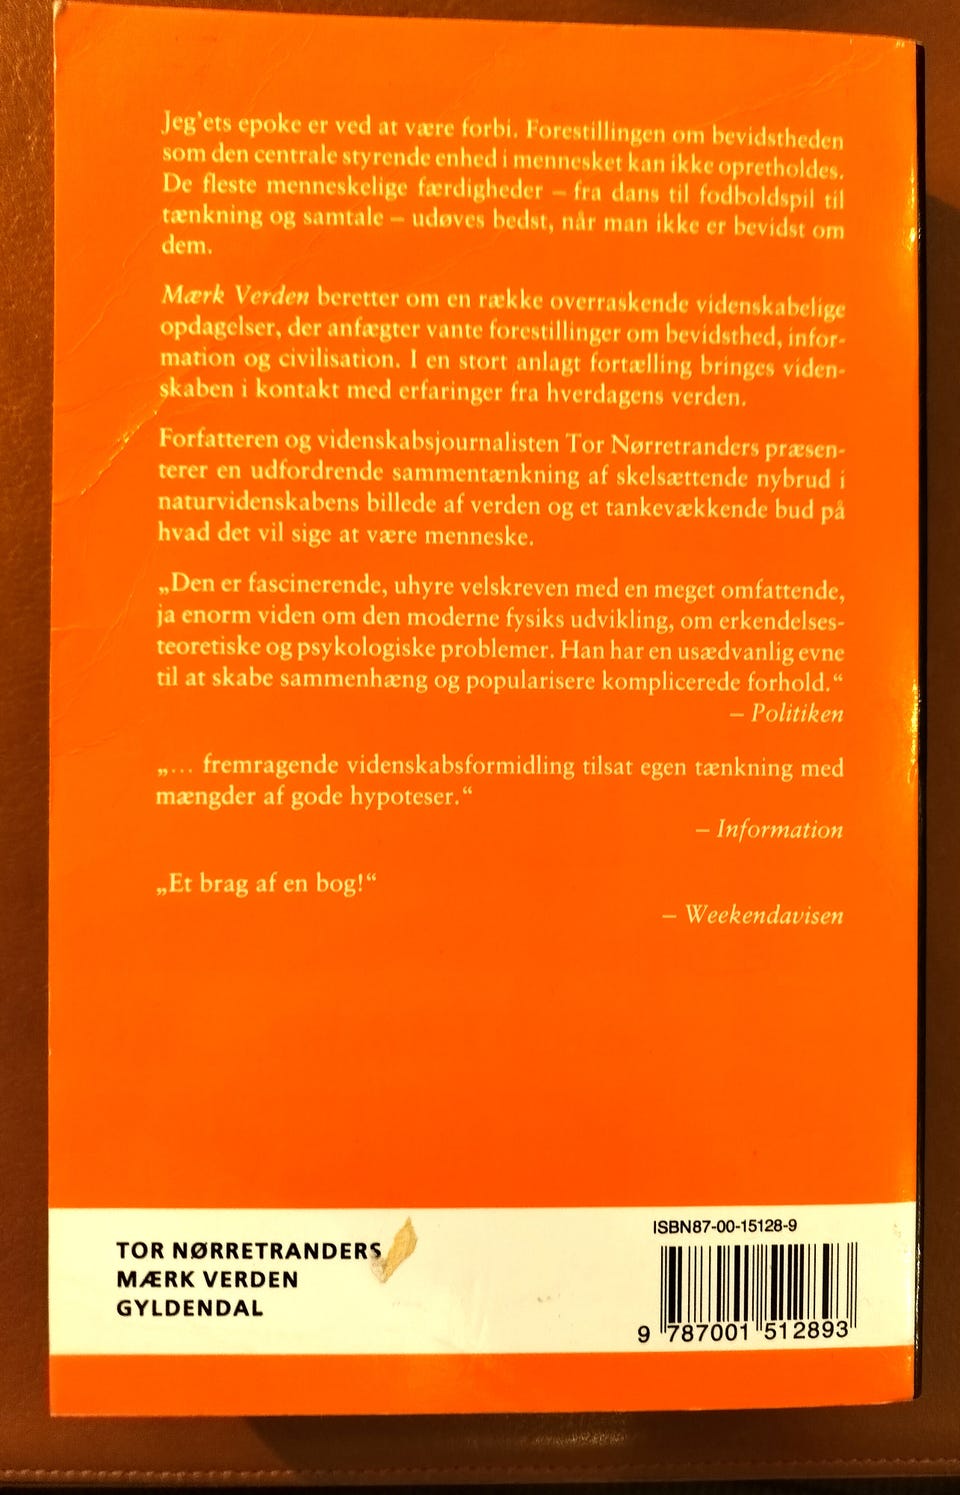 Jeg'ets epoke er ved at være forbi. Forestillingen om bevidstheden
som den centrale styrende enhed i mennesket kan ikke opretholdes.
De fleste menneskelige færdigheder – fra dans til fodboldspil til
tænkning og samtale – udøves bedst, når man ikke er bevidst om
dem.
Mærk Verden beretter om en række overraskende videnskabelige
opdagelser, der anfægter vante forestillinger om bevidsthed, infor-
mation og civilisation. I en stort anlagt fortælling bringes viden-
skaben i kontakt med erfaringer fra hverdagens verden.
Forfatteren og videnskabsjournalisten Tor Nørretranders præsen-
terer en udfordrende sammentænkning af skelsættende nybrud i
naturvidenskabens billede af verden og et tankevækkende bud på
hvad det vil sige at være menneske.
„Den er fascinerende, uhyre velskreven med en meget omfattende,
ja enorm viden om den moderne fysiks udvikling, om erkendelses-
teoretiske og psykologiske problemer. Han har en usædvanlig evne
til at skabe sammenhæng og popularisere komplicerede forhold.“
– Politiken
„... fremragende videnskabsformidling tilsat egen tænkning med
mængder af gode hypoteser.“
– Information
„Et brag af en bog!“
– Weekendavisen
TOR NØRRETRANDERS
MÆRK VERDEN
GYLDENDAL
ISBN87-00-15128-9
9 787001 512893